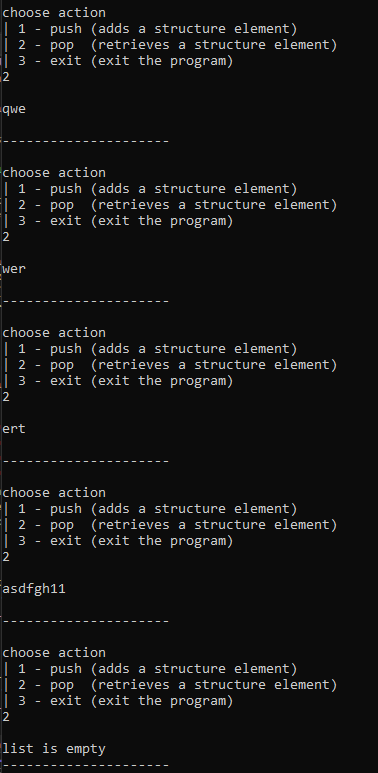 choose action
| 1 - push (adds a structure element)
| 2 - pop  (retrieves a structure element)
| 3 - exit (exit the program)
2
qwe
---------------------
choose action
| 1 - push (adds a structure element)
| 2 - pop  (retrieves a structure element)
| 3 - exit (exit the program)
2
wer
---------------------
choose action
| 1 - push (adds a structure element)
| 2 - pop  (retrieves a structure element)
| 3 - exit (exit the program)
2
ert
---------------------
choose action
| 1 - push (adds a structure element)
| 2 - pop  (retrieves a structure element)
| 3 - exit (exit the program)
2
asdfgh11
---------------------
choose action
| 1 - push (adds a structure element)
| 2 - pop  (retrieves a structure element)
| 3 - exit (exit the program)
2
list is empty
---------------------